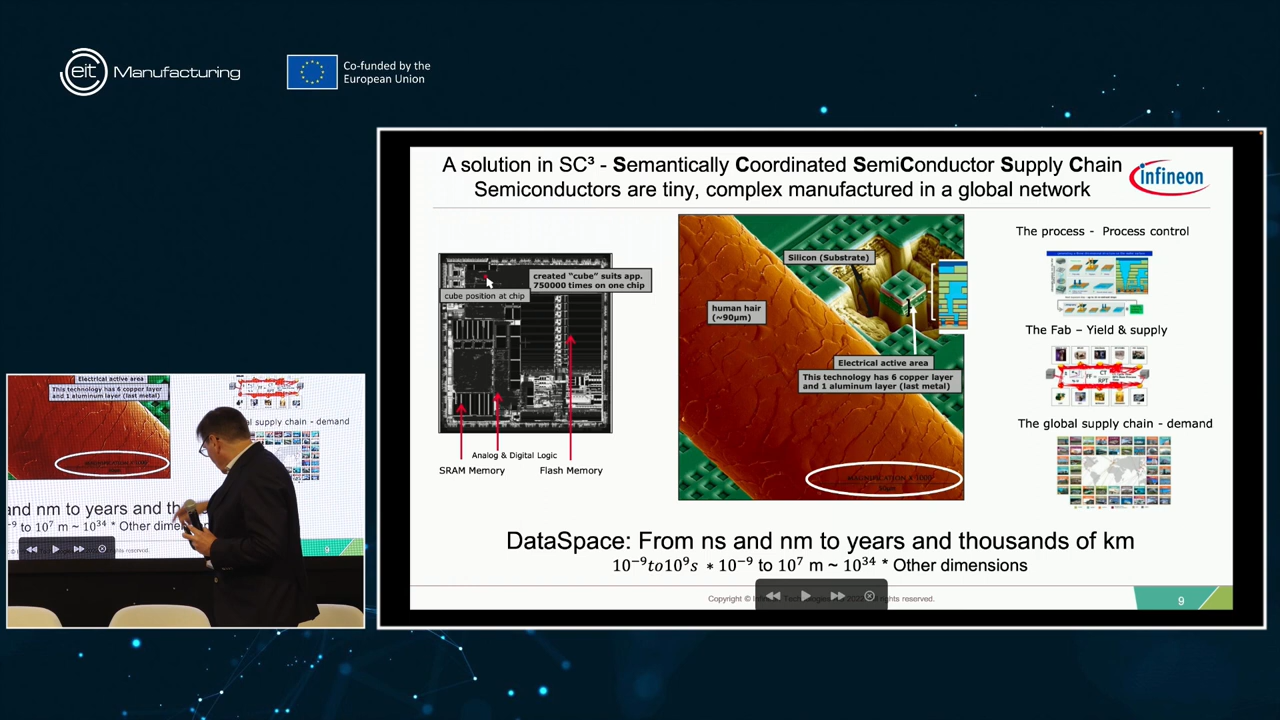 eit Manufacturing
Co-funded by the
European Union
A solution in SC³ - Semantically Coordinated SemiConductor Supply Chain
Semiconductors are tiny, complex manufactured in a global network
infineon
created “cube” suits app.
750000 times on one chip
cube position at chip
Analog & Digital Logic
SRAM Memory
Flash Memory
Silicon (Substrate)
human hair
(~90µm)
Electrical active area
This technology has 6 copper layer
and 1 aluminum layer (last metal)
MAGNIFICATION X 1000
The process - Process control
The Fab – Yield & supply
The global supply chain - demand
DataSpace: From ns and nm to years and thousands of km
10⁻⁹to10⁹s ∗ 10⁻⁹ to 10⁷ m ~ 10³⁴ * Other dimensions
Copyright ©
rights reserved.
9
Electrical active area
This technology has 6 copper layer
and 1 aluminum layer (last metal)
supply chain - demand
and nm to years and
to 10⁷ m ~ 10³⁴ * Other
9